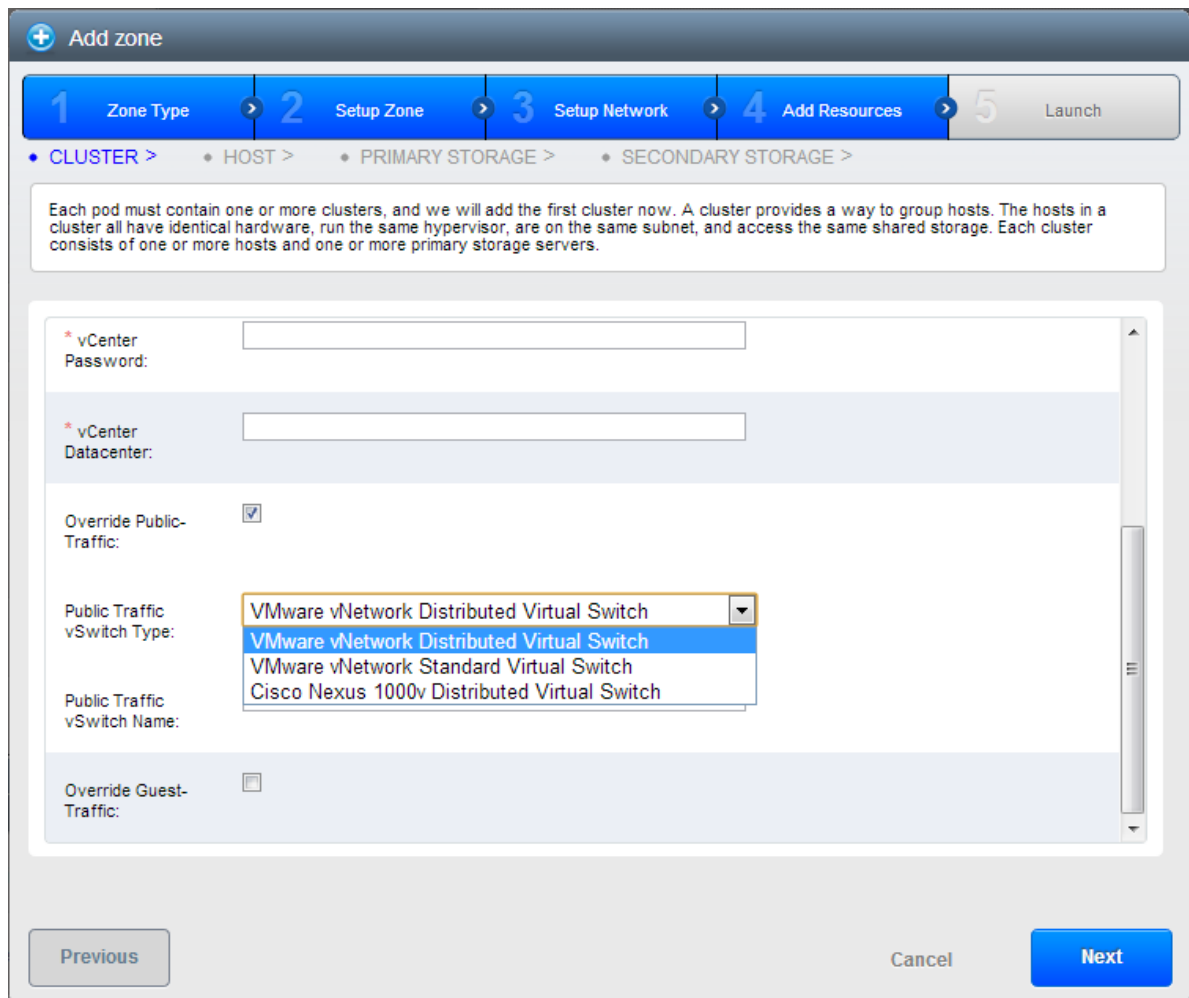 Add zone
1 Zone Type > 2 Setup Zone > 3 Setup Network > 4 Add Resources > 5 Launch
• CLUSTER > • HOST > • PRIMARY STORAGE > • SECONDARY STORAGE >
Each pod must contain one or more clusters, and we will add the first cluster now. A cluster provides a way to group hosts. The hosts in a
cluster all have identical hardware, run the same hypervisor, are on the same subnet, and access the same shared storage. Each cluster
consists of one or more hosts and one or more primary storage servers.
* vCenter
Password:
* vCenter
Datacenter:
Override Public-
Traffic:
Public Traffic
vSwitch Type:
VMware vNetwork Distributed Virtual Switch
VMware vNetwork Distributed Virtual Switch
VMware vNetwork Standard Virtual Switch
Cisco Nexus 1000v Distributed Virtual Switch
Public Traffic
vSwitch Name:
Override Guest-
Traffic:
Previous
Cancel
Next